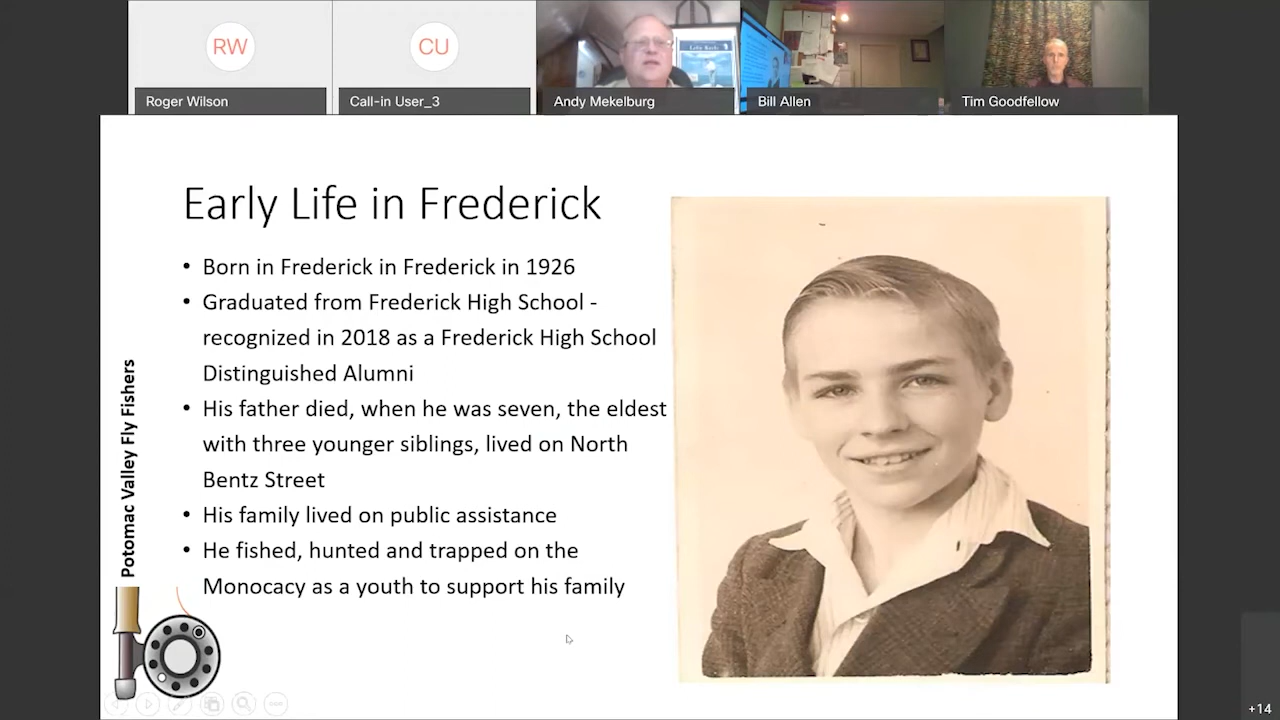 RW
CU
Roger Wilson
Call-in User_3
Andy Mekelburg
Bill Allen
Tim Goodfellow
Early Life in Frederick
• Born in Frederick in Frederick in 1926
• Graduated from Frederick High School -
recognized in 2018 as a Frederick High School
Distinguished Alumni
• His father died, when he was seven, the eldest
with three younger siblings, lived on North
Bentz Street
• His family lived on public assistance
• He fished, hunted and trapped on the
Monocacy as a youth to support his family
Potomac Valley Fly Fishers
+14